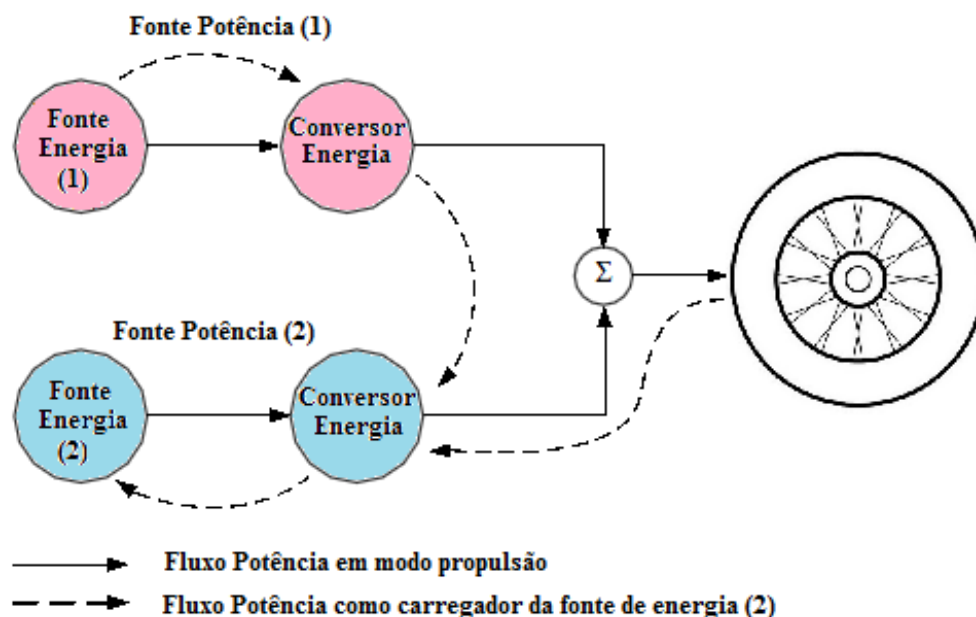 Fonte Potência (1)
Fonte
Energia
(1)
Conversor
Energia
Σ
Fonte Potência (2)
Fonte
Energia
(2)
Conversor
Energia
Fluxo Potência em modo propulsão
Fluxo Potência como carregador da fonte de energia (2)